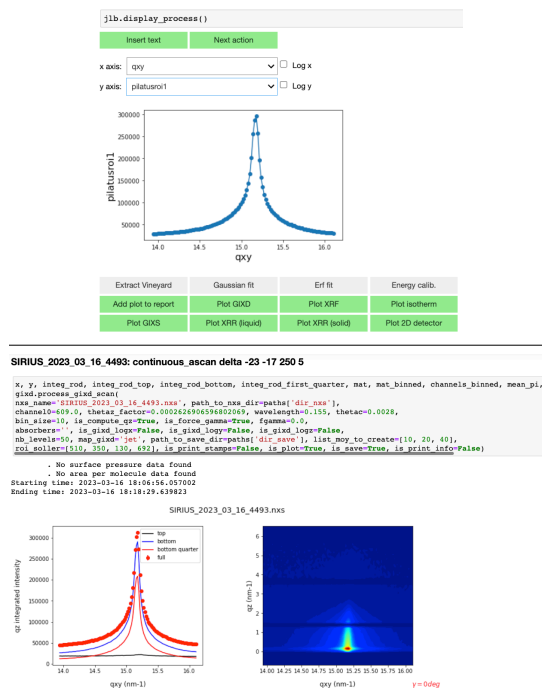 jlb.display_process()
Insert text Next action
x axis: qxy Log x
y axis: pilatusroi1 Log y
300000
250000
200000
150000
100000
50000
pilatusroi1
14.0 14.5 15.0 15.5 16.0
qxy
Extract Vineyard Gaussian fit Erf fit Energy calib.
Add plot to report Plot GIXD Plot XRF Plot isotherm
Plot GIXS Plot XRR (liquid) Plot XRR (solid) Plot 2D detector
SIRIUS_2023_03_16_4493: continuous_ascan delta -23 -17 250 5
x, y, integ_rod, integ_rod_top, integ_rod_bottom, integ_rod_first_quarter, mat, mat_binned, channels_binned, mean_pi,
gixd.process_gixd_scan(
nxs_name='SIRIUS_2023_03_16_4493.nxs', path_to_nxs_dir=paths['dir_nxs'],
channel0=609.0, thetaz_factor=0.0002626906596802069, wavelength=0.155, thetac=0.0028,
bin_size=10, is_compute_qz=True, is_force_gamma=True, fgamma=0.0,
absorbers='', is_gixd_logx=False, is_gixd_logy=False, is_gixd_logz=False,
nb_levels=50, map_gixd='jet', path_to_save_dir=paths['dir_save'], list_moy_to_create=[10, 20, 40],
roi_soller=[510, 350, 130, 692], is_print_stamps=False, is_plot=True, is_save=True, is_print_info=False)
. No surface pressure data found
. No area per molecule data found
Starting time: 2023-03-16 18:06:56.057002
Ending time: 2023-03-16 18:18:29.639823
SIRIUS_2023_03_16_4493.nxs
top
bottom
bottom quarter
full
300000
250000
200000
150000
100000
50000
0
qz integrated intensity
14.0 14.5 15.0 15.5 16.0
qxy (nm-1)
6
5
4
3
2
1
0
qz (nm-1)
14.00 14.25 14.50 14.75 15.00 15.25 15.50 15.75 16.00
qxy (nm-1)
γ=0deg